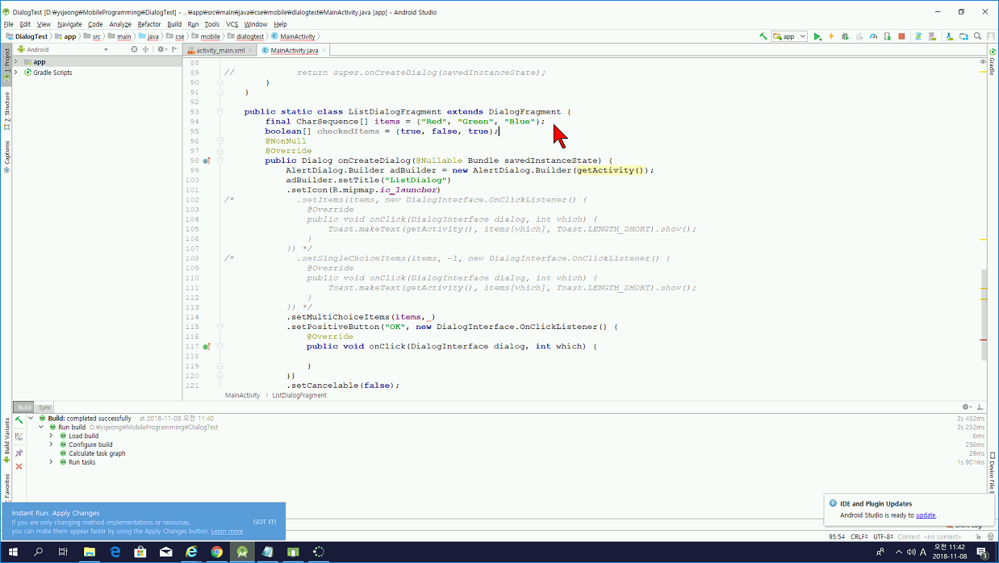 DialogTest [D:\ysjeong\MobileProgramming\DialogTest] - ...\app\src\main\java\cse\mobile\dialogtest\MainActivity.java [app] - Android Studio
File Edit View Navigate Code Analyze Refactor Build Run Tools VCS Window Help
DialogTest app src main java cse mobile dialogtest MainActivity app
Android activity_main.xml MainActivity.java
1: Project
Z: Structure
Captures
Build Variants
Favorites
Gradle
app
Gradle Scripts
88
89 // return super.onCreateDialog(savedInstanceState);
90 }
91 }
92
93 public static class ListDialogFragment extends DialogFragment {
94 final CharSequence[] items = {"Red", "Green", "Blue"};
95 boolean[] checkedItems = {true, false, true};
96 @NonNull
97 @Override
98 public Dialog onCreateDialog(@Nullable Bundle savedInstanceState) {
99 AlertDialog.Builder adBuilder = new AlertDialog.Builder(getActivity());
100 adBuilder.setTitle("ListDialog")
101 .setIcon(R.mipmap.ic_launcher)
102 /* .setItems(items, new DialogInterface.OnClickListener() {
103 @Override
104 public void onClick(DialogInterface dialog, int which) {
105 Toast.makeText(getActivity(), items[which], Toast.LENGTH_SHORT).show();
106 }
107 }) */
108 /* .setSingleChoiceItems(items, -1, new DialogInterface.OnClickListener() {
109 @Override
110 public void onClick(DialogInterface dialog, int which) {
111 Toast.makeText(getActivity(), items[which], Toast.LENGTH_SHORT).show();
112 }
113 }) */
114 .setMultiChoiceItems(items, )
115 .setPositiveButton("OK", new DialogInterface.OnClickListener() {
116 @Override
117 public void onClick(DialogInterface dialog, int which) {
118
119 }
120 })
121 .setCancelable(false);
MainActivity ListDialogFragment
Build Sync
Build: completed successfully at 2018-11-08 오전 11:40 2s 432ms
Run build D:\ysjeong\MobileProgramming\DialogTest 2s 232ms
Load build 6ms
Configure build 256ms
Calculate task graph 29ms
Run tasks 1s 901ms
Instant Run: Apply Changes
If you are only changing method implementations or resources,
you can make them appear faster by using the Apply Changes button. Learn more
GOT IT!
IDE and Plugin Updates
Android Studio is ready to update.
Event Log
95:54 CRLF UTF-8 Context: <no context>
A 오전 11:42
2018-11-08
3